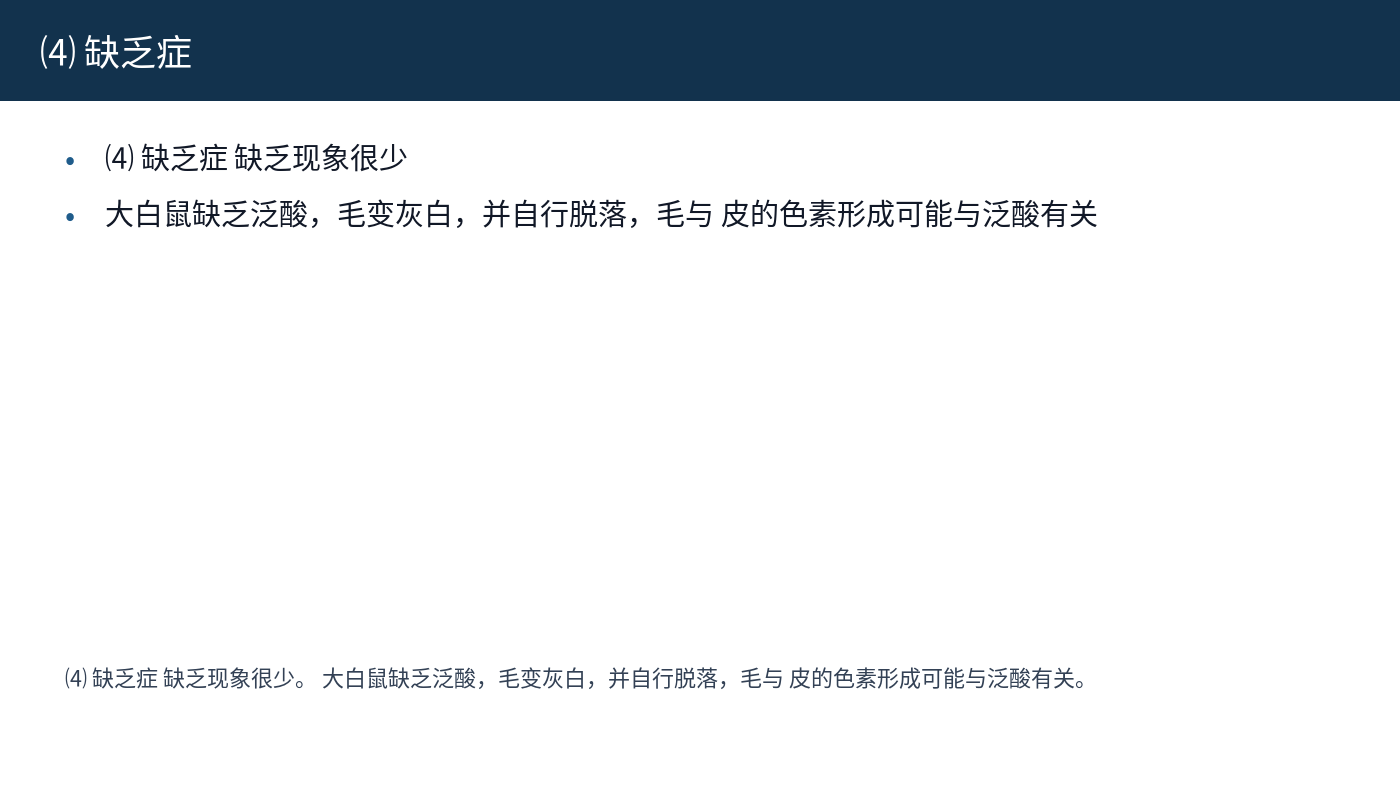 ⑷ 缺乏症
• ⑷ 缺乏症 缺乏现象很少
• 大白鼠缺乏泛酸，毛变灰白，并自行脱落，毛与 皮的色素形成可能与泛酸有关
⑷ 缺乏症 缺乏现象很少。 大白鼠缺乏泛酸，毛变灰白，并自行脱落，毛与 皮的色素形成可能与泛酸有关。